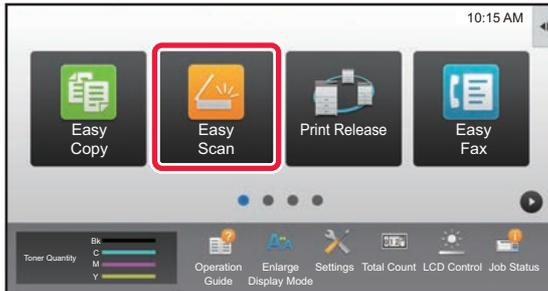 10:15 AM
Easy
Copy
Easy
Scan
Print Release
Easy
Fax
Toner Quantity
Bk
C
M
Y
Operation
Guide
Enlarge
Display Mode
Settings
Total Count
LCD Control
Job Status